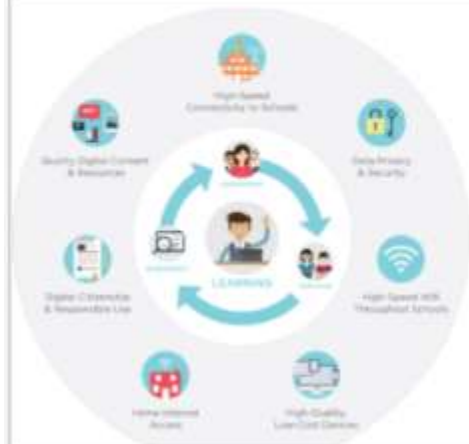 High-Speed
Connectivity to Schools
Data Privacy
& Security
High-Speed Wifi
Throughout Schools
High-Quality
Low-Cost Devices
Home Internet
Access
Digital Citizenship
& Responsible Use
Quality Digital Content
& Resources
LEARNING